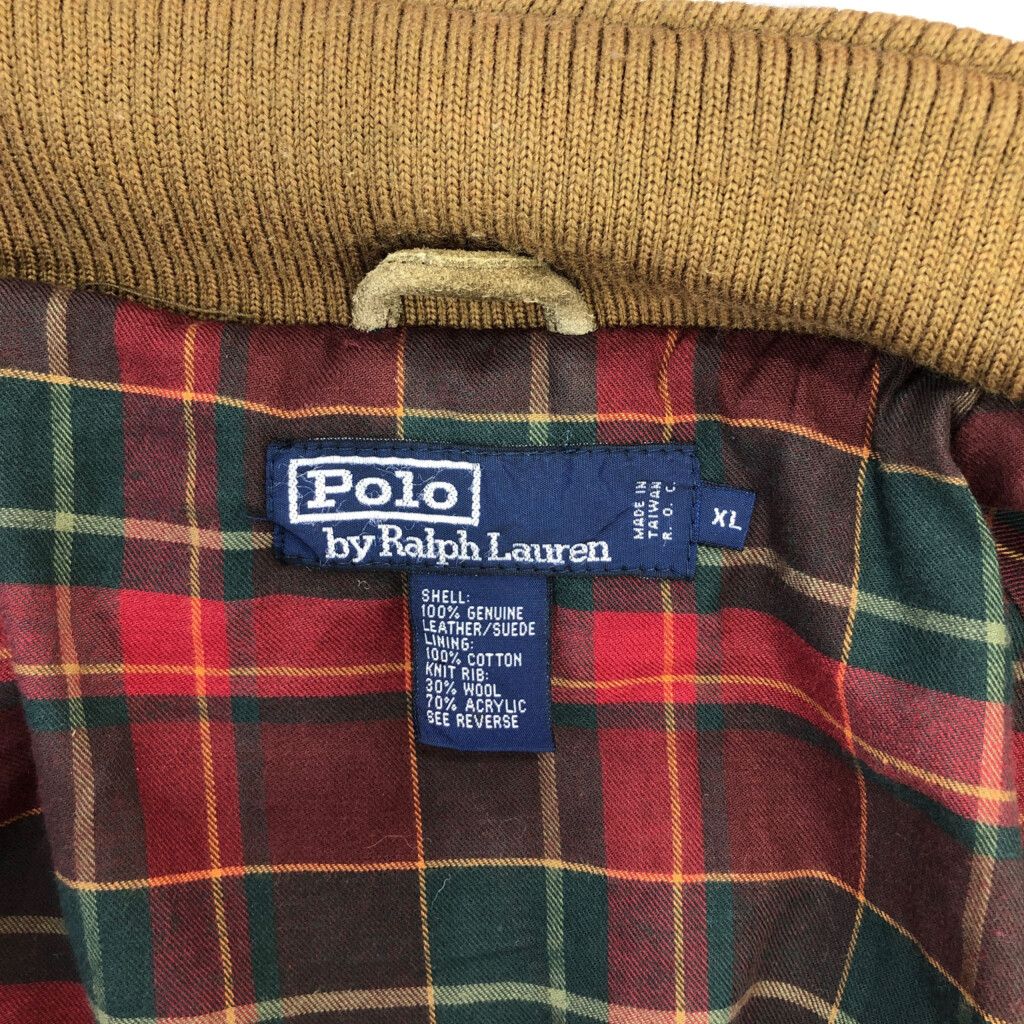 Polo
by Ralph Lauren
MADE IN
TAIWAN
R. O. C.
XL
SHELL:
100% GENUINE
LEATHER/SUEDE
LINING:
100% COTTON
KNIT RIB:
30% WOOL
70% ACRYLIC
SEE REVERSE